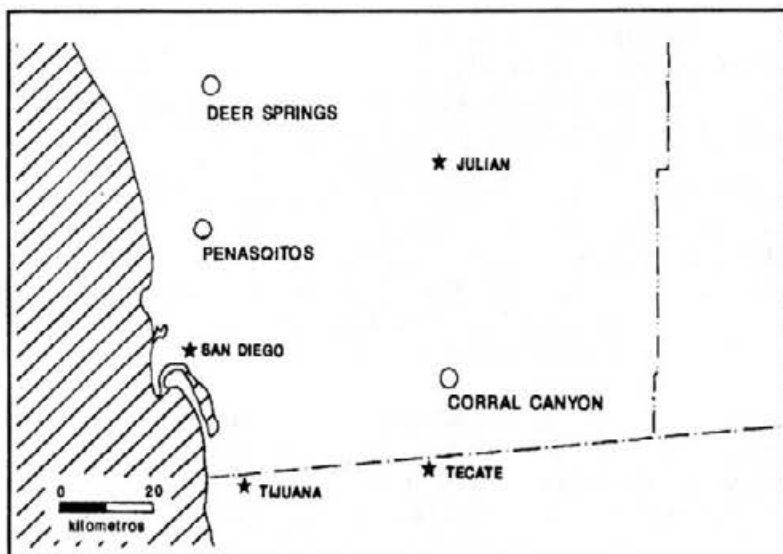 DEER SPRINGS
JULIAN
PENASQITOS
SAN DIEGO
CORRAL CANYON
TECATE
TIJUANA
0 20
kilometros